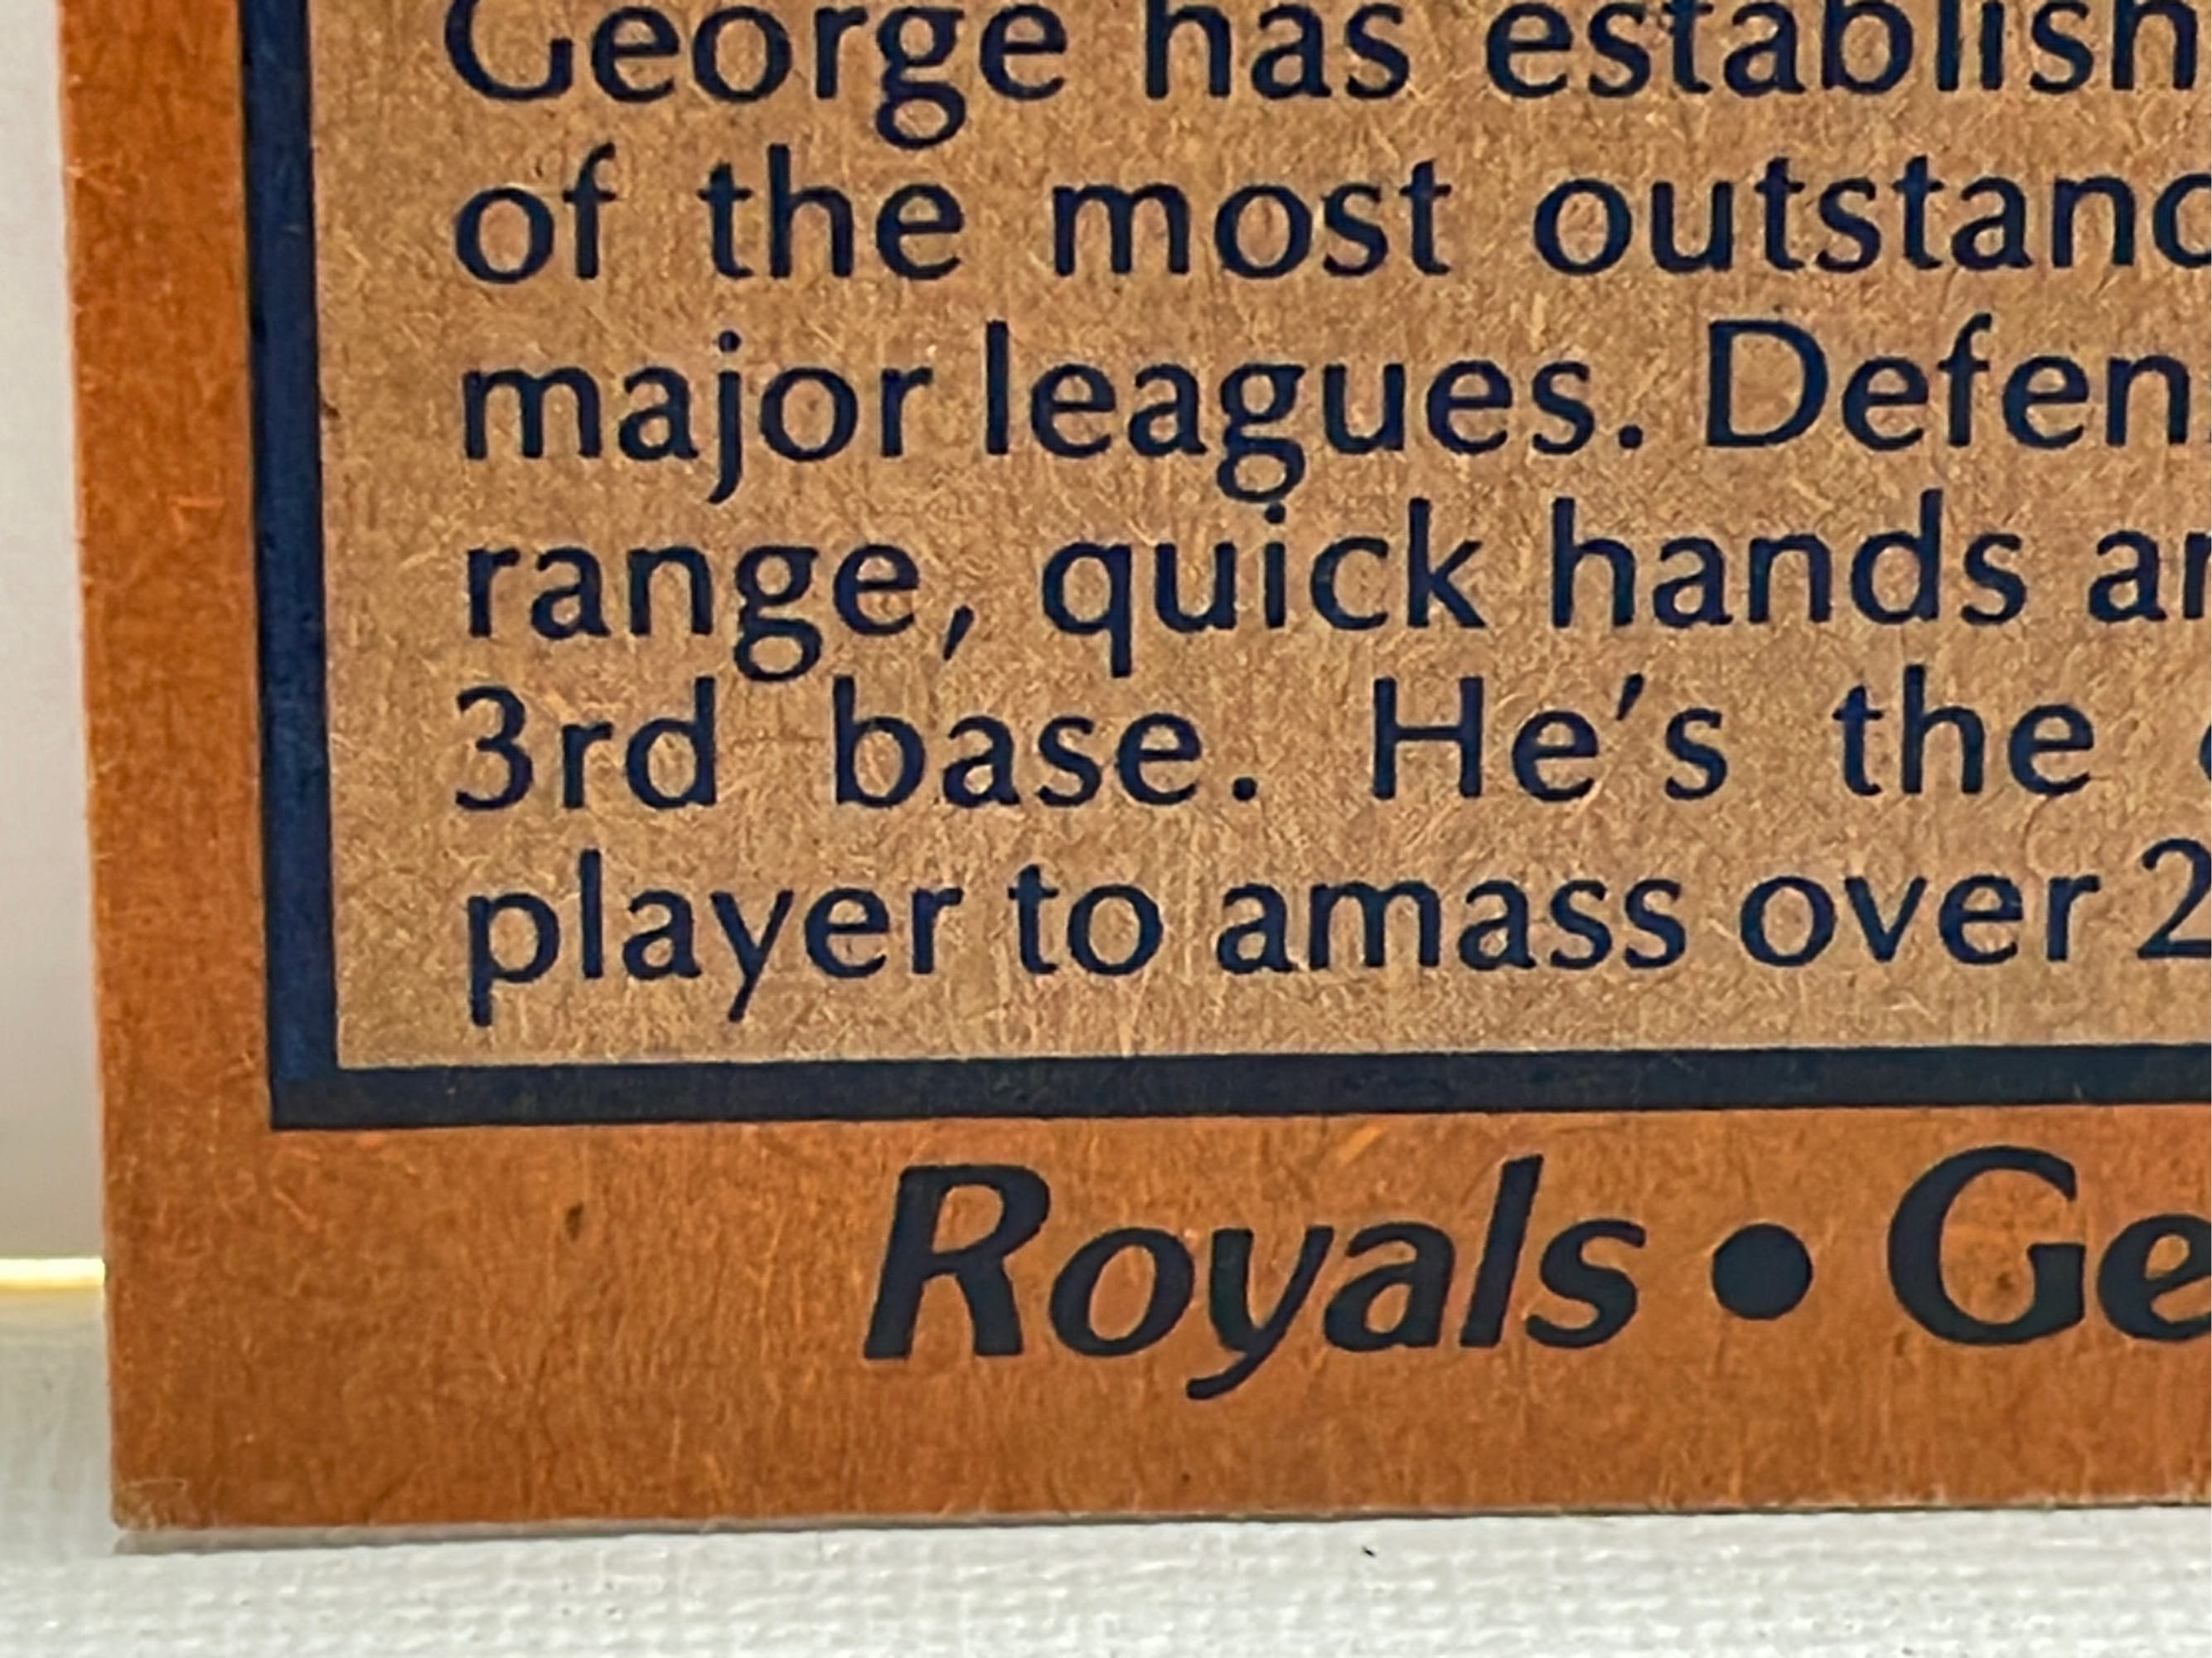 George has establish
of the most outstand
major leagues. Defen
range, quick hands an
3rd base. He's the
player to amass over 2
Royals • Ge